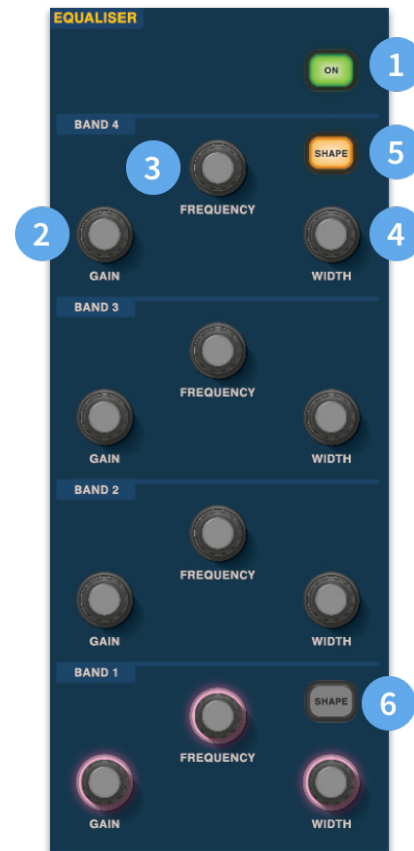 EQUALISER
ON
1
BAND 4
SHAPE
5
3
FREQUENCY
2
4
GAIN
WIDTH
BAND 3
FREQUENCY
GAIN
WIDTH
BAND 2
FREQUENCY
GAIN
WIDTH
BAND 1
SHAPE
6
FREQUENCY
GAIN
WIDTH